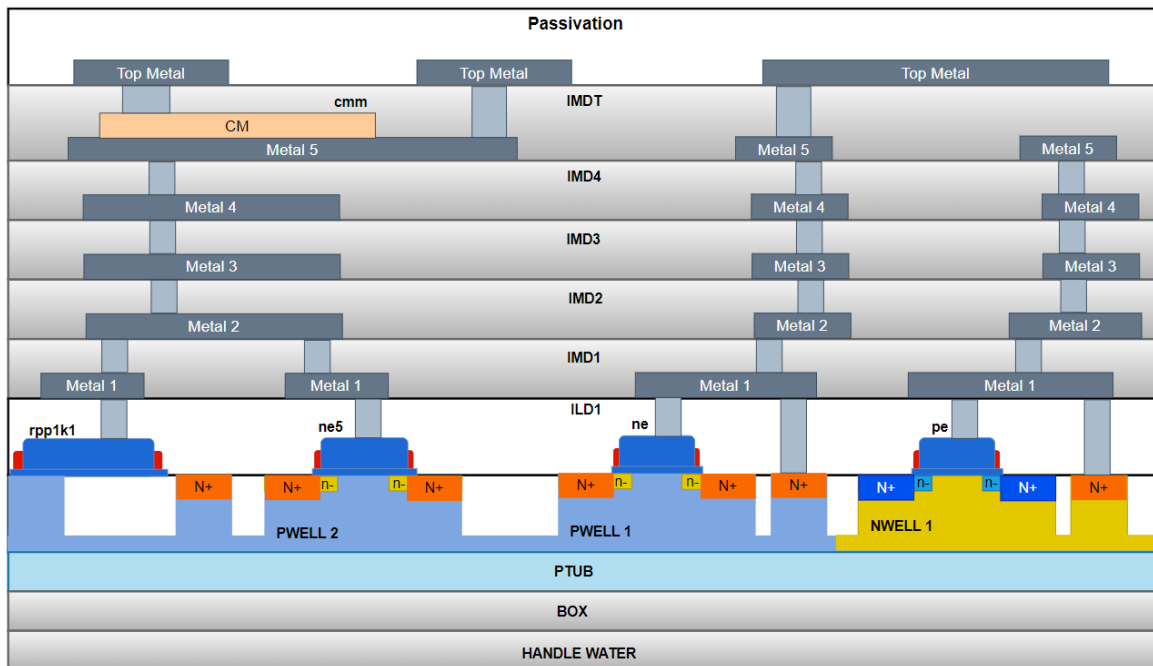 Passivation
Top Metal
Top Metal
Top Metal
cmm
IMDT
CM
Metal 5
Metal 5
Metal 5
IMD4
Metal 4
Metal 4
Metal 4
IMD3
Metal 3
Metal 3
Metal 3
IMD2
Metal 2
Metal 2
Metal 2
IMD1
Metal 1
Metal 1
Metal 1
Metal 1
ILD1
rpp1k1
ne5
ne
pe
N+
N+
n-
n-
N+
N+
n-
n-
N+
N+
N+
n-
n-
N+
N+
PWELL 2
PWELL 1
NWELL 1
PTUB
BOX
HANDLE WATER